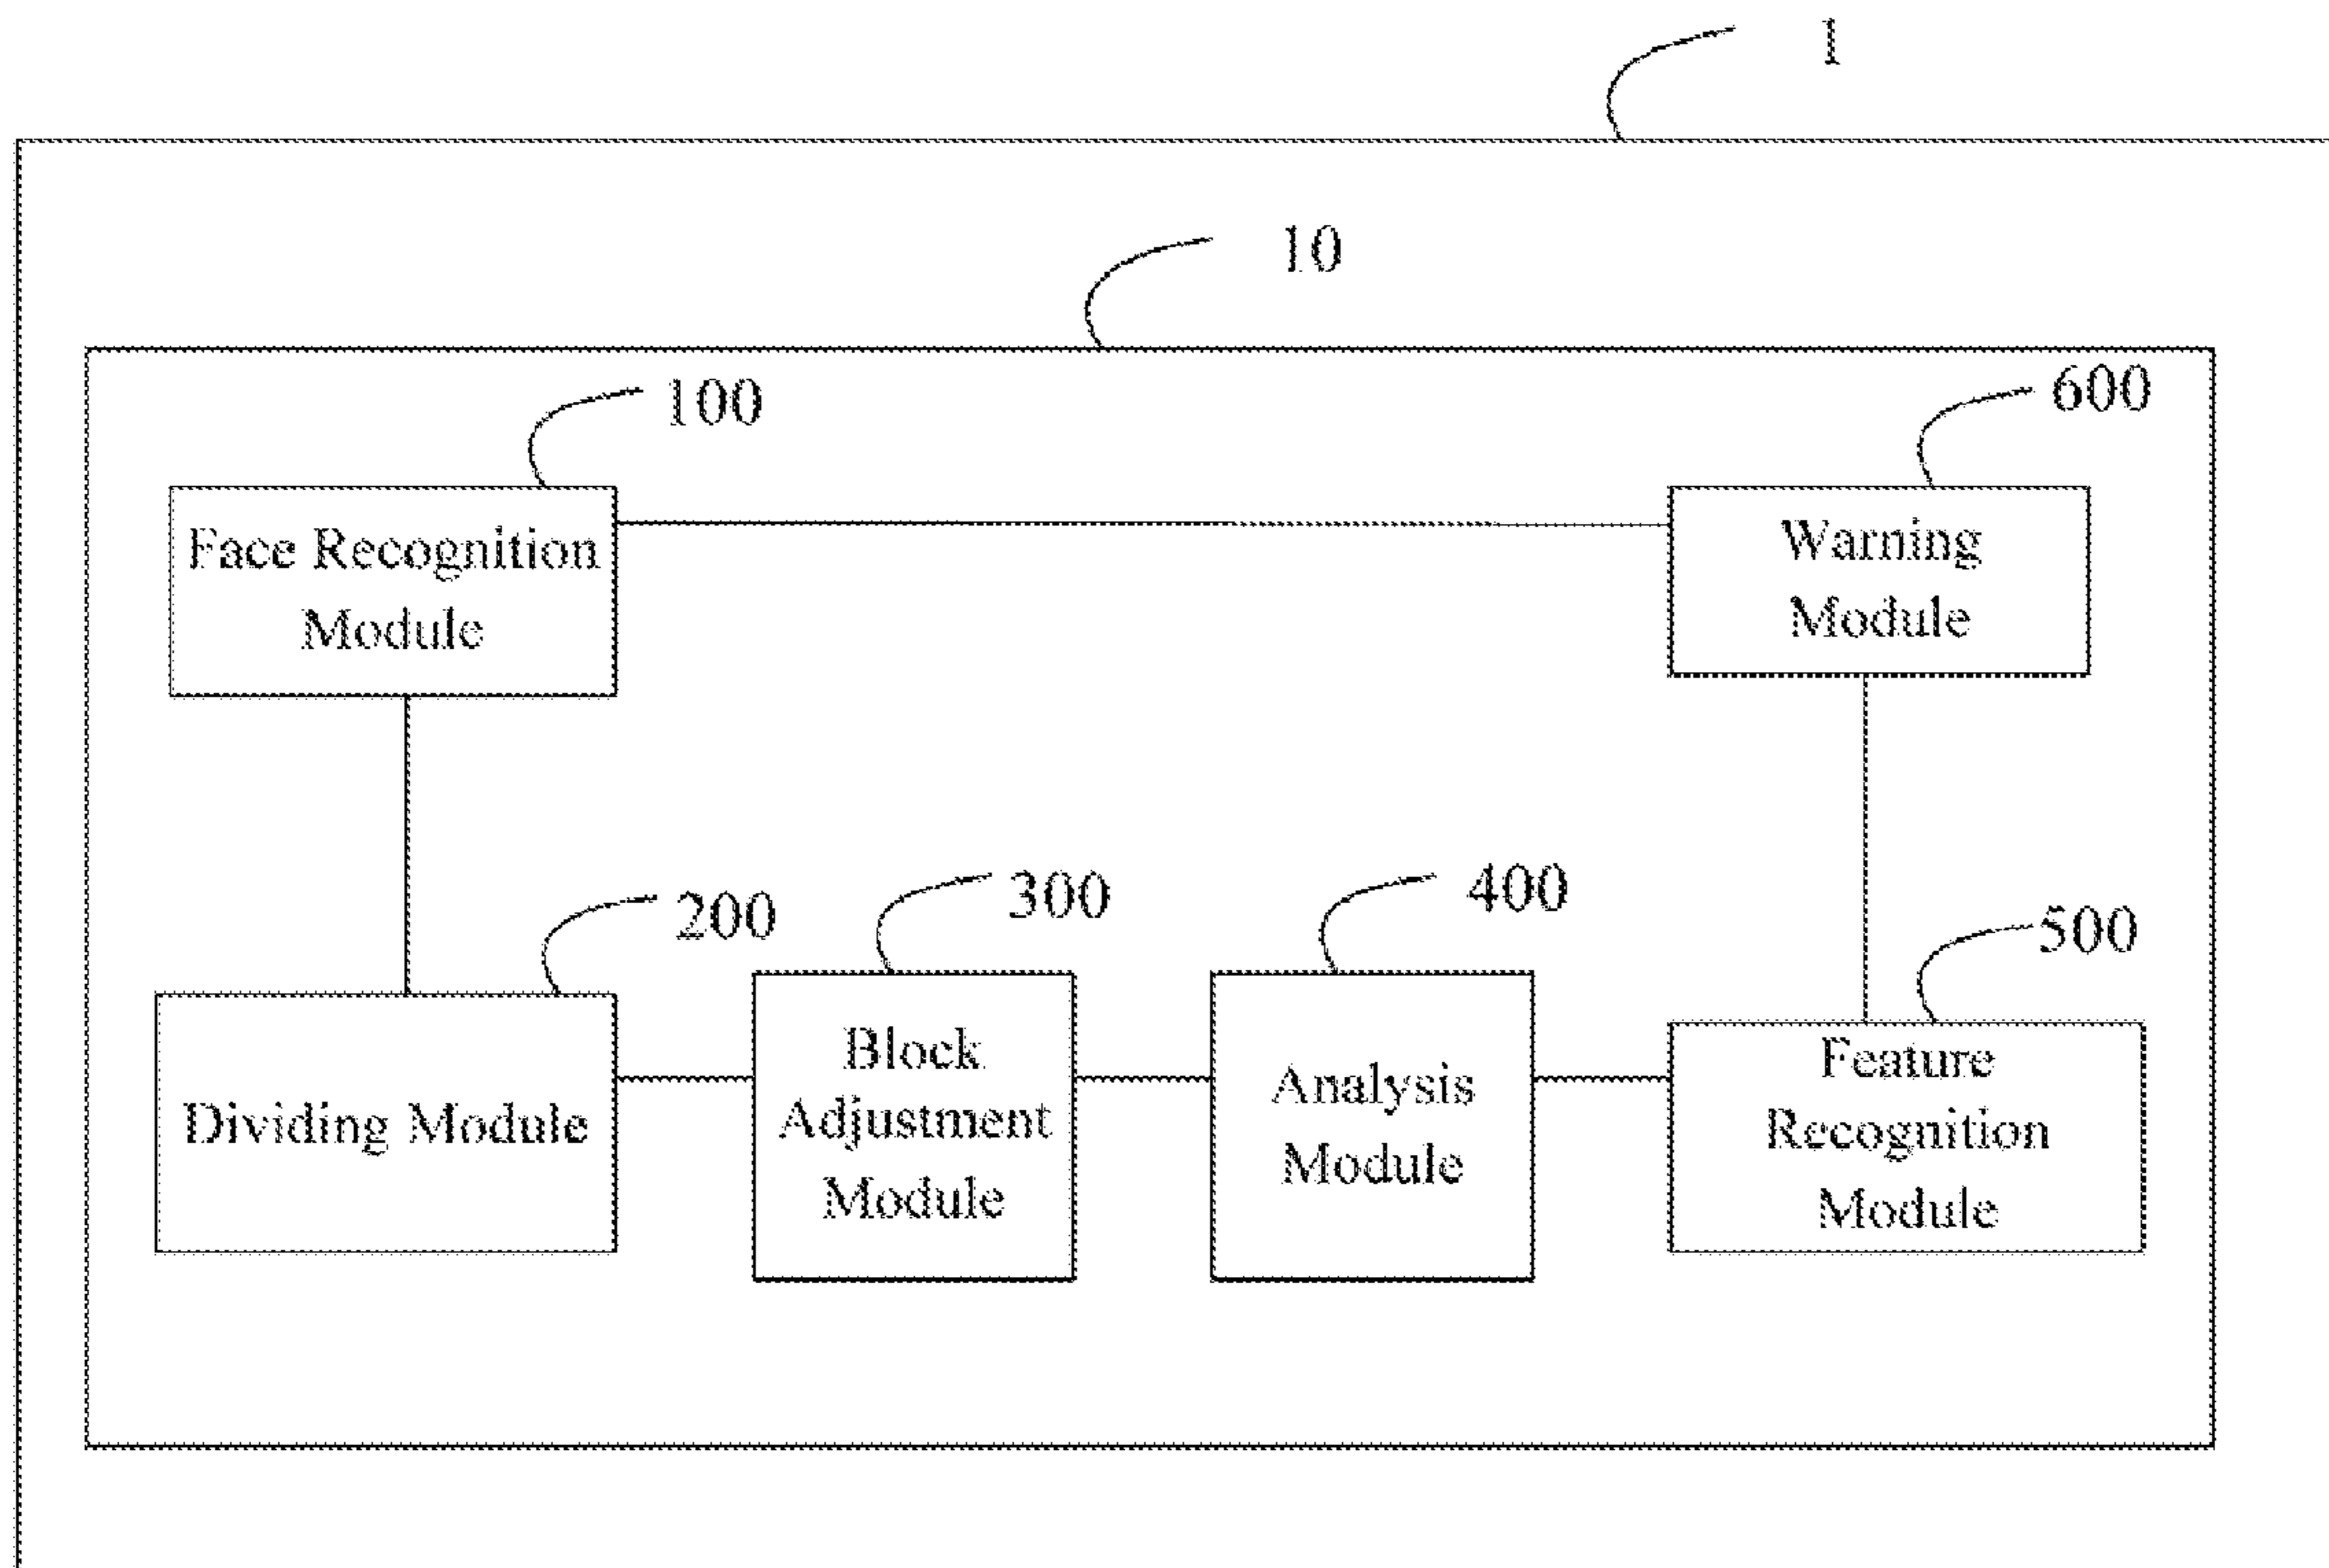 1
10
100
600
Face Recognition
Module
Warning
Module
200
300
400
500
Dividing Module
Block
Adjustment
Module
Analysis
Module
Feature
Recognition
Module